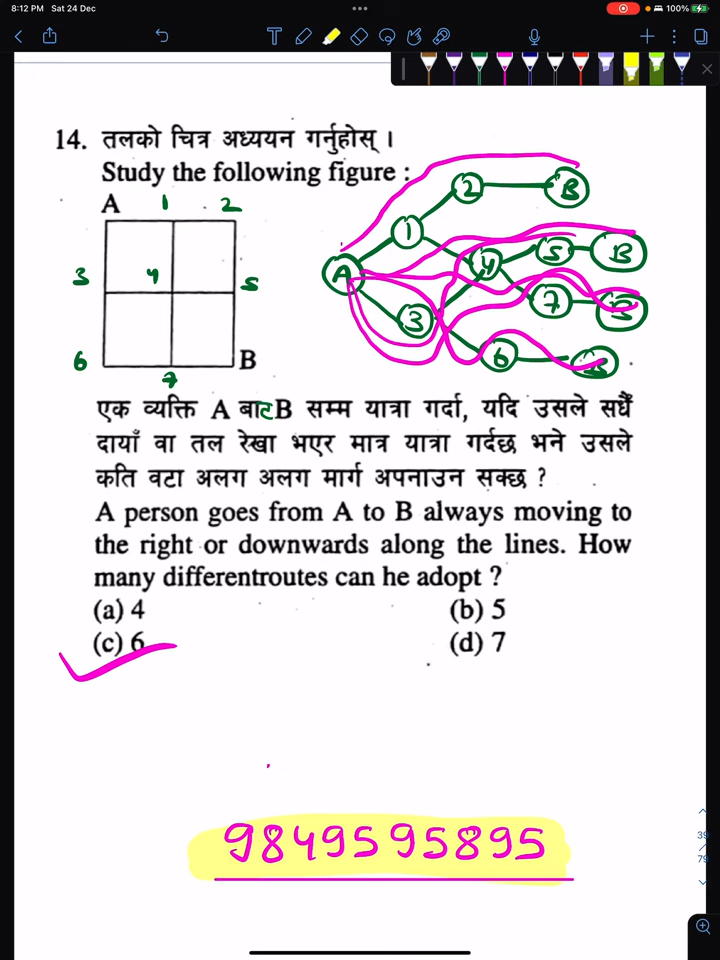 8:12 PM Sat 24 Dec
100%
14. तलको चित्र अध्ययन गर्नुहोस् ।
Study the following figure :
A 1 2
3 4 5
6 B
7
2 B
1
A 4 5 B
7 B
3
6 B
एक व्यक्ति A बाट B सम्म यात्रा गर्दा, यदि उसले सधैँ
दायाँ वा तल रेखा भएर मात्र यात्रा गर्दछ भने उसले
कति वटा अलग अलग मार्ग अपनाउन सक्छ ?
A person goes from A to B always moving to
the right or downwards along the lines. How
many differentroutes can he adopt ?
(a) 4 (b) 5
(c) 6 (d) 7
9849595895
39
79